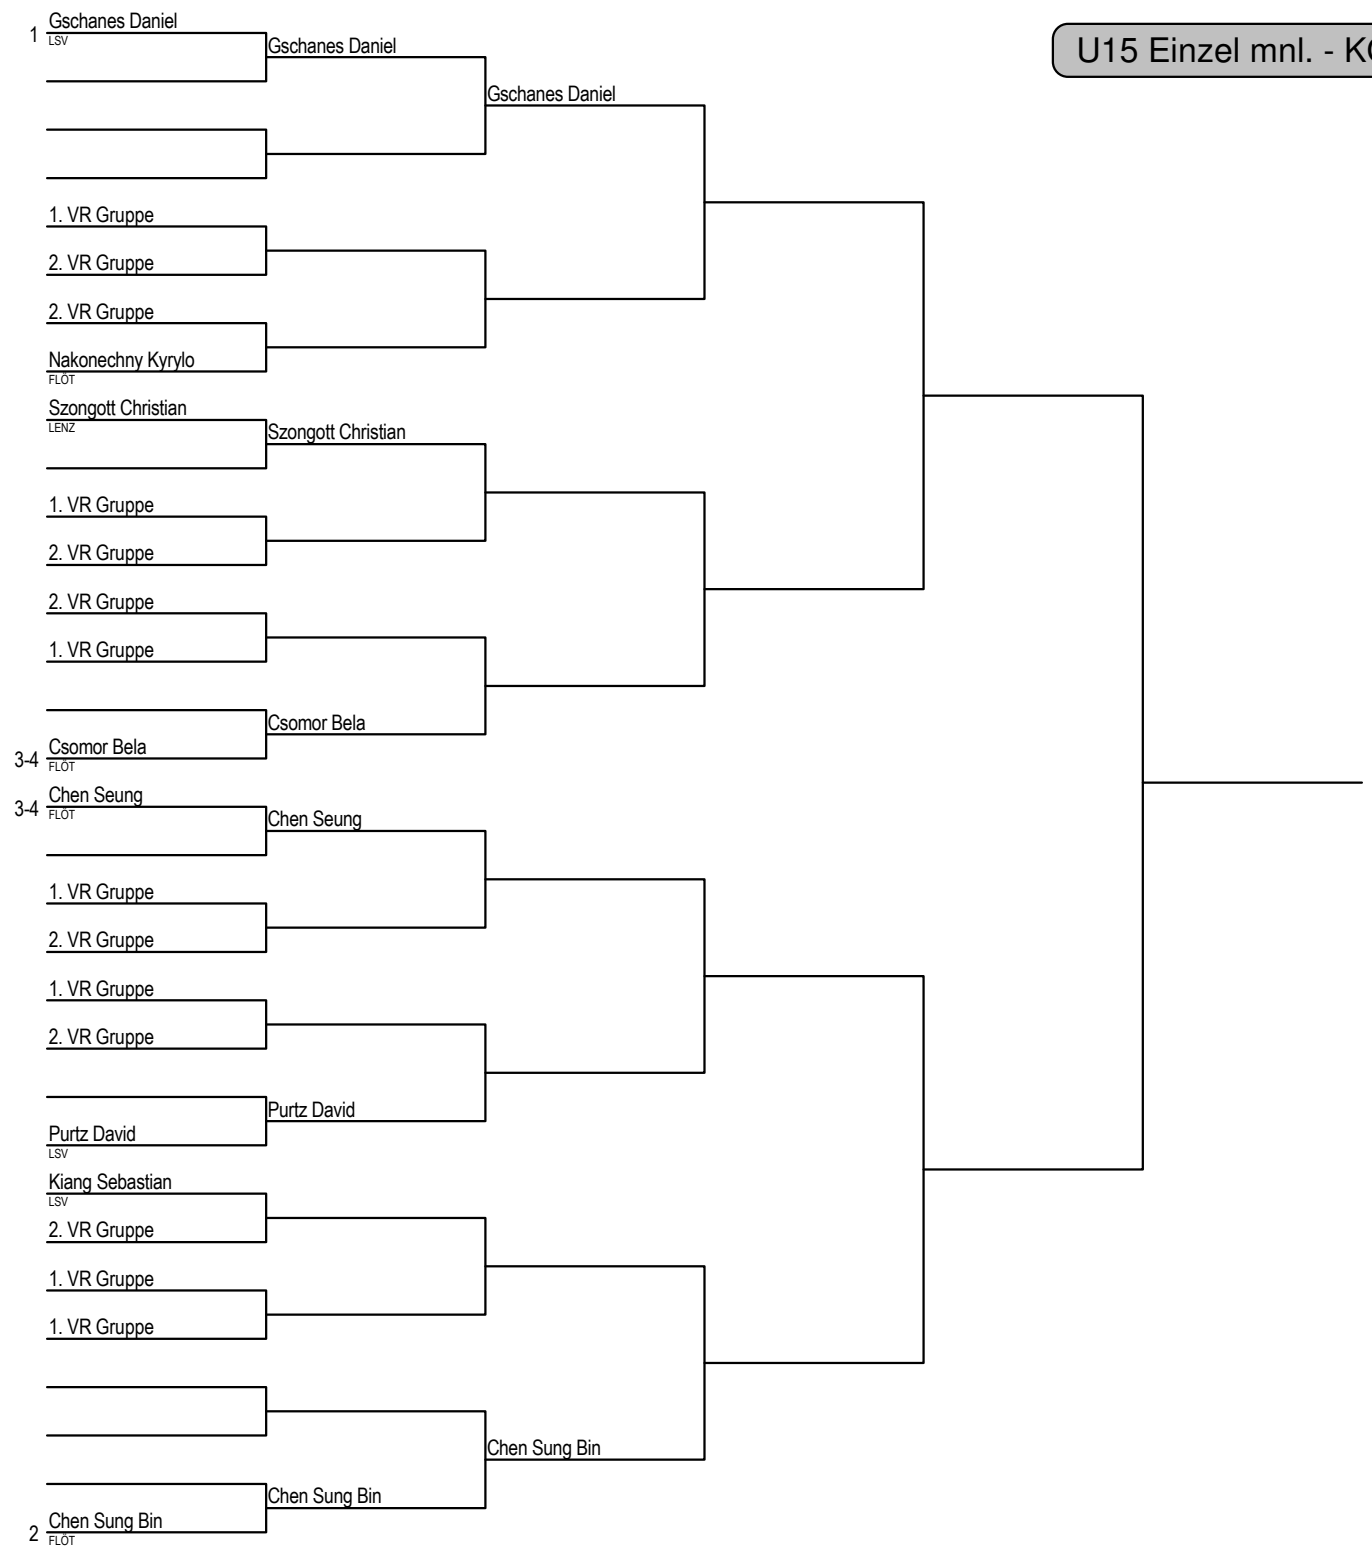 U15 Einzel mnl. - KO
1 Gschanes Daniel
LSV
Gschanes Daniel
Gschanes Daniel
1. VR Gruppe
2. VR Gruppe
2. VR Gruppe
Nakonechny Kyrylo
FLÖT
Szongott Christian
LENZ
Szongott Christian
1. VR Gruppe
2. VR Gruppe
2. VR Gruppe
1. VR Gruppe
Csomor Bela
3-4 Csomor Bela
FLÖT
3-4 Chen Seung
FLÖT
Chen Seung
1. VR Gruppe
2. VR Gruppe
1. VR Gruppe
2. VR Gruppe
Purtz David
Purtz David
LSV
Kiang Sebastian
LSV
2. VR Gruppe
1. VR Gruppe
1. VR Gruppe
Chen Sung Bin
Chen Sung Bin
2 Chen Sung Bin
FLÖT